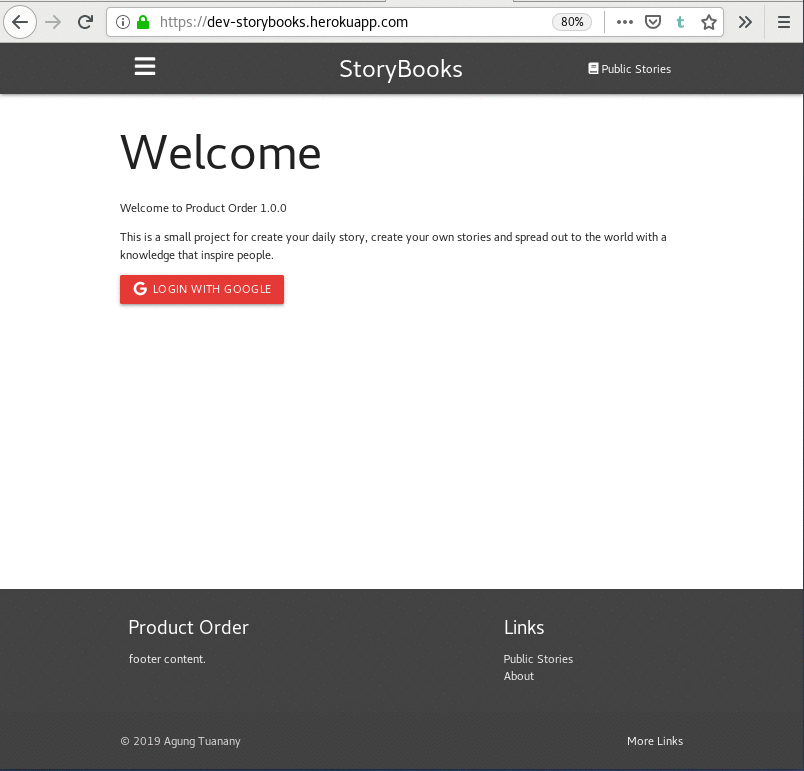 https://dev-storybooks.herokuapp.com
80%
StoryBooks
Public Stories
Welcome
Welcome to Product Order 1.0.0
This is a small project for create your daily story, create your own stories and spread out to the world with a
knowledge that inspire people.
G LOGIN WITH GOOGLE
Product Order
Links
footer content.
Public Stories
About
© 2019 Agung Tuanany
More Links